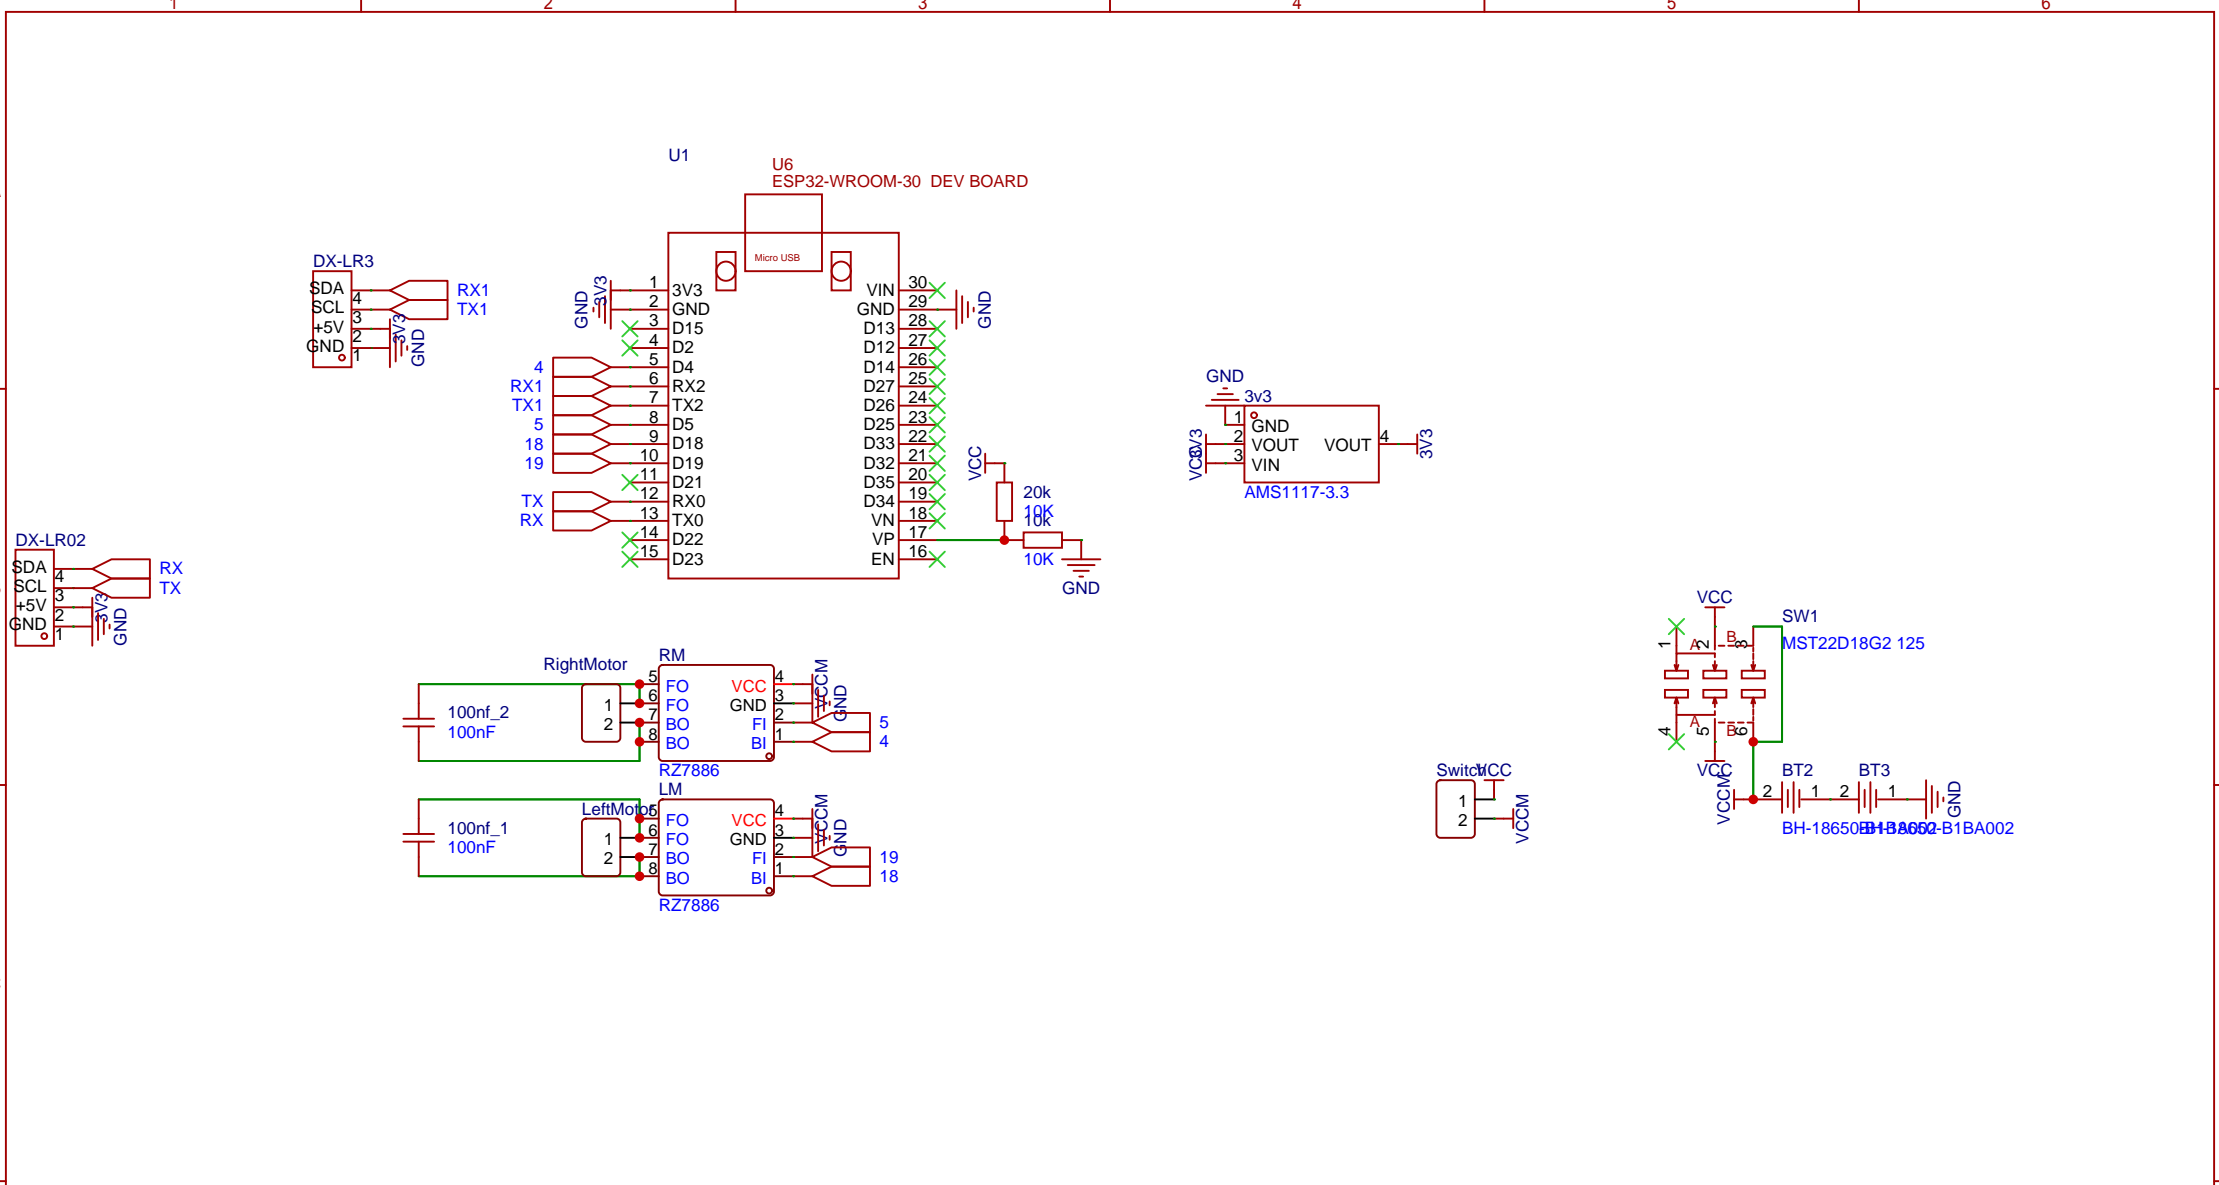 1 2 3 4 5 6
U1
U6
ESP32-WROOM-30 DEV BOARD
Micro USB
DX-LR3
SDA 4 RX1
SCL 3 TX1
+5V 2 3V3
GND 1 GND
3V3 1 3V3
GND 2 GND
3 D15
4 D2
4 5 D4
RX1 6 RX2
TX1 7 TX2
5 8 D5
18 9 D18
19 10 D19
11 D21
TX 12 RX0
RX 13 TX0
14 D22
15 D23
VIN 30
GND 29 GND
D13 28
D12 27
D14 26
D27 25
D26 24
D25 23
D33 22
D32 21
D35 20
D34 19
VN 18
VP 17
EN 16
VCC
20k
10K
10k
10K
GND
GND
3v3
1 GND
3V3 2 VOUT VOUT 4 3V3
VCC 3 VIN
AMS1117-3.3
DX-LR02
SDA 4 RX
SCL 3 TX
+5V 2 3V3
GND 1 GND
RightMotor
RM
1
2
100nf_2
100nF
5 FO VCC 4 VCCM
6 FO GND 3 GND
7 BO FI 2 5
8 BO BI 1 4
RZ7886
LM
LeftMotor
1
2
100nf_1
100nF
5 FO VCC 4 VCCM
6 FO GND 3 GND
7 BO FI 2 19
8 BO BI 1 18
RZ7886
VCC
SW1
MST22D18G2 125
1 A 2 B 3
4 A 5 B 6
VCC
VCCM
BT2
2 1
BT3
2 1
GND
BH-18650-B1BA002
BH-18650-B1BA002
Switch
VCC
1
2
VCCM